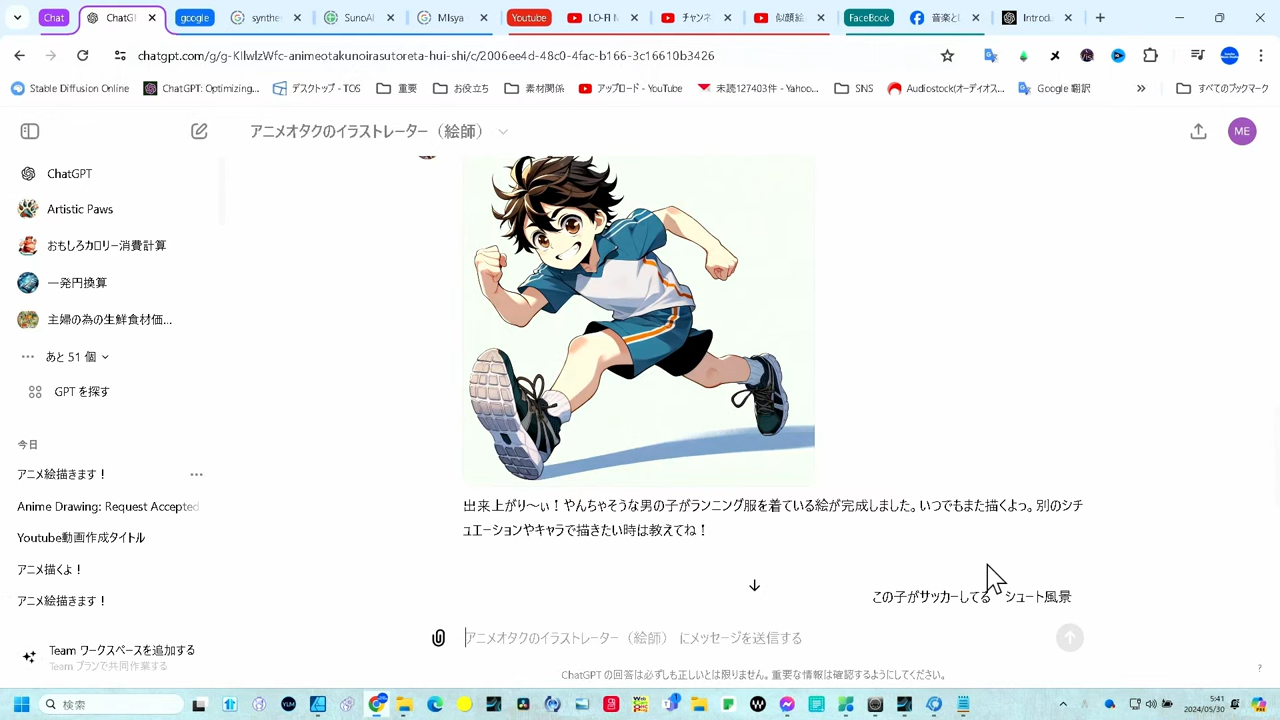 Chat
ChatG
google
synthe
SunoAI
MIsya
Youtube
LO-FI M
チャンネ
似顔絵
FaceBook
音楽と
Introd
chatgpt.com/g/g-KIlwlzWfc-animeotakunoirasutoreta-hui-shi/c/2006ee4d-48c0-4fac-b166-3c16610b3426
Stable Diffusion Online
ChatGPT: Optimizing...
デスクトップ - TOS
重要
お役立ち
素材関係
アップロード - YouTube
未読127403件 - Yahoo...
SNS
Audiostock(オーディオス...
Google 翻訳
»
すべてのブックマーク
アニメオタクのイラストレーター（絵師）
ME
ChatGPT
Artistic Paws
おもしろカロリー消費計算
一発円換算
主婦の為の生鮮食材価...
あと 51 個
GPT を探す
今日
アニメ絵描きます！
Anime Drawing: Request Accepted
Youtube動画作成タイトル
アニメ描くよ！
アニメ絵描きます！
Team ワークスペースを追加する
Team プランで共同作業する
出来上がり～ぃ！やんちゃそうな男の子がランニング服を着ている絵が完成しました。いつでもまた描くよっ。別のシチ
ュエーションやキャラで描きたい時は教えてね！
この子がサッカーしてる　シュート風景
アニメオタクのイラストレーター（絵師） にメッセージを送信する
ChatGPT の回答は必ずしも正しいとは限りません。重要な情報は確認するようにしてください。
?
検索
YLM
5:41
2024/05/30